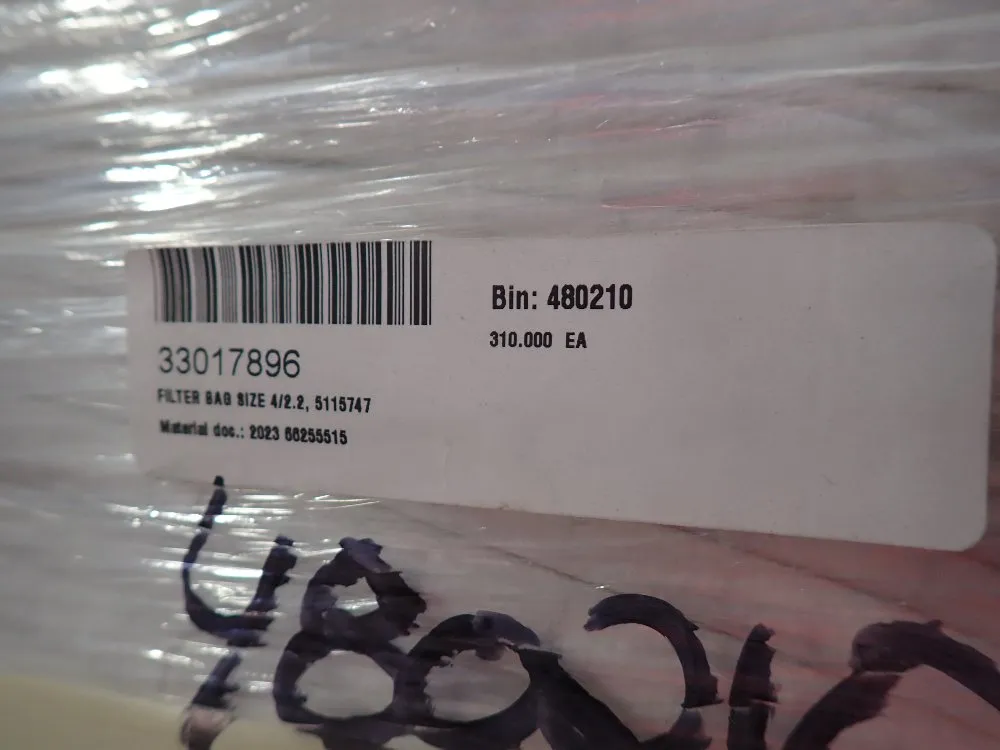 33017896
FILTER BAG SIZE 4/2.2, 5115747
Material doc.: 2023 66255515
Bin: 480210
310.000 EA
480210